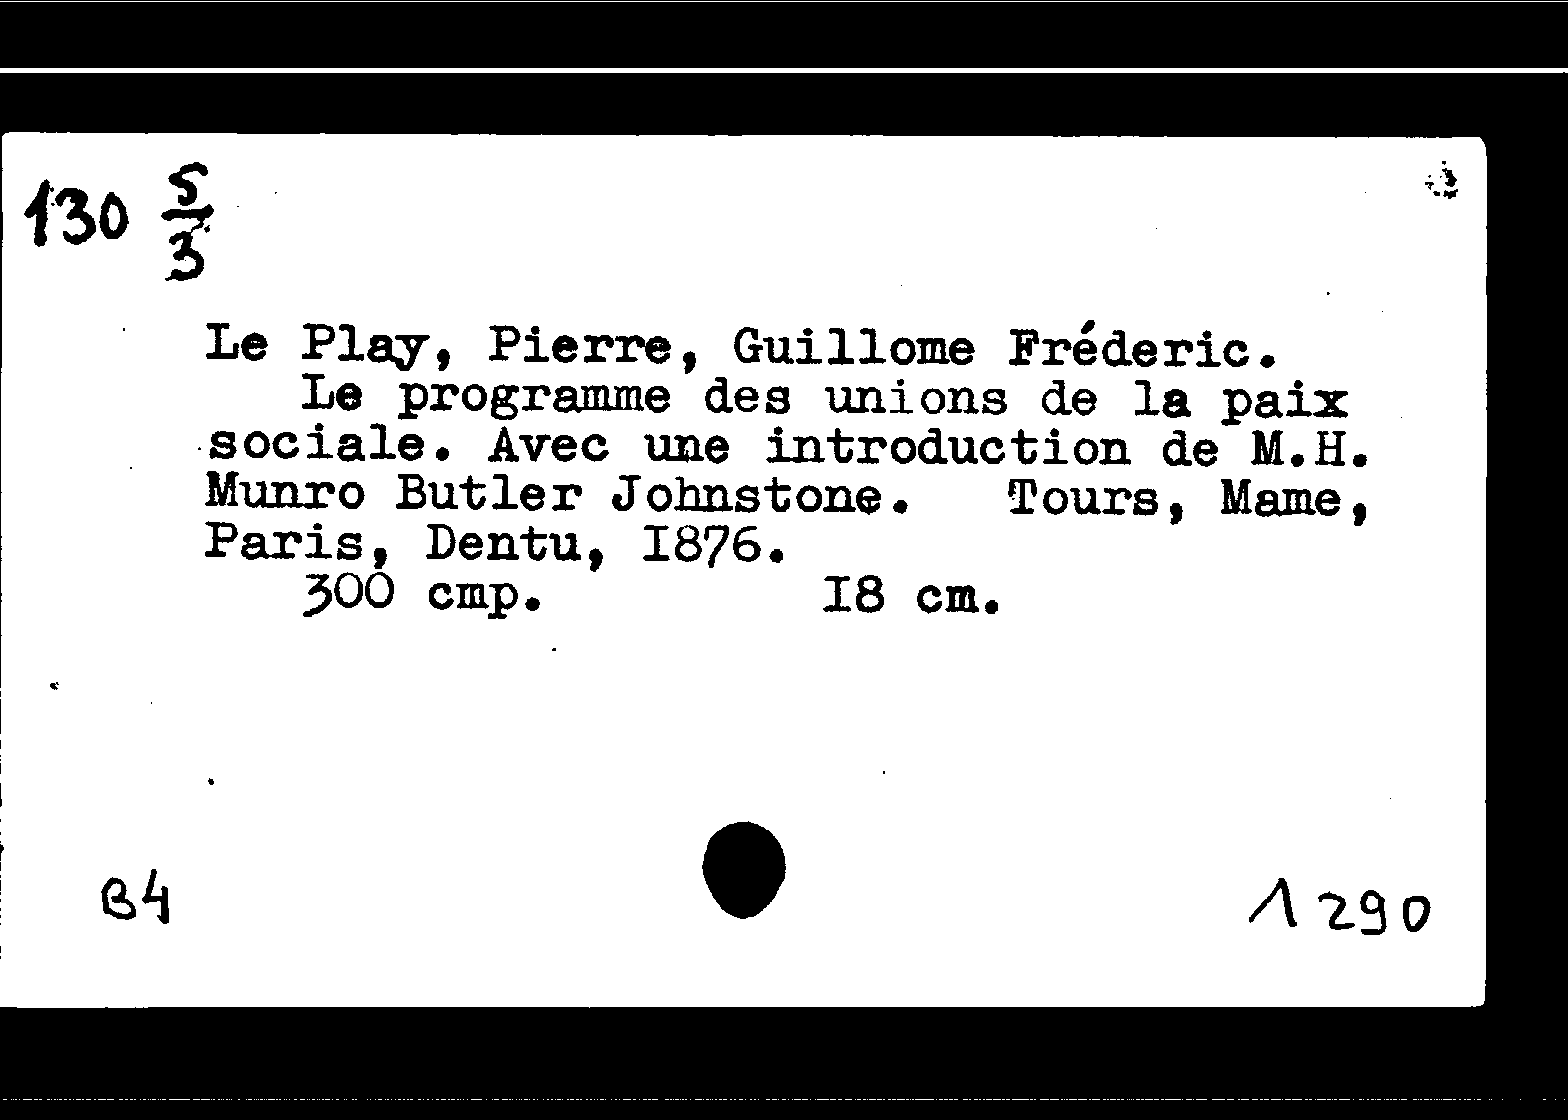 130 5/3
Le Play, Pierre, Guillome Fréderic.
Le programme des unions de la paix
sociale. Avec une introduction de M.H.
Munro Butler Johnstone. Tours, Mame,
Paris, Dentu, I876.
300 cmp. I8 cm.
B4 1290